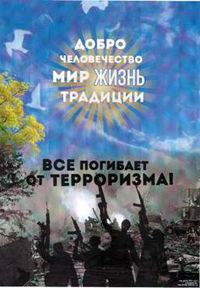 ДОБРО
ЧЕЛОВЕЧЕСТВО
МИР ЖИЗНЬ
ТРАДИЦИИ
ВСЕ ПОГИБАЕТ
ОТ ТЕРРОРИЗМА!